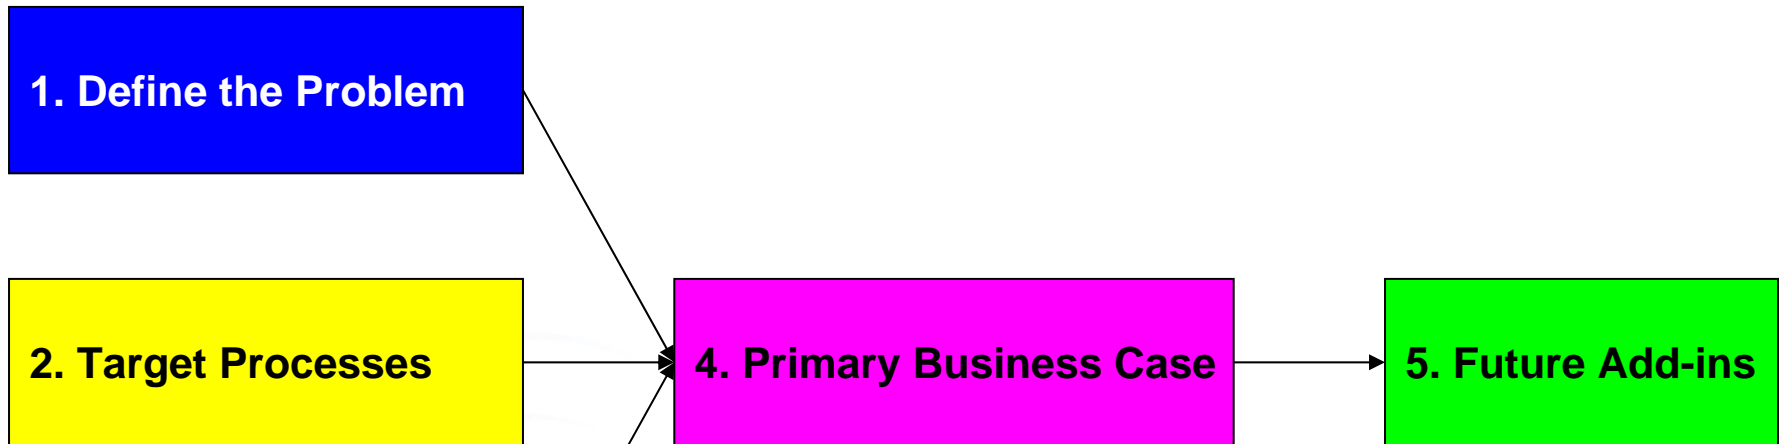 1. Define the Problem
2. Target Processes
4. Primary Business Case
5. Future Add-ins